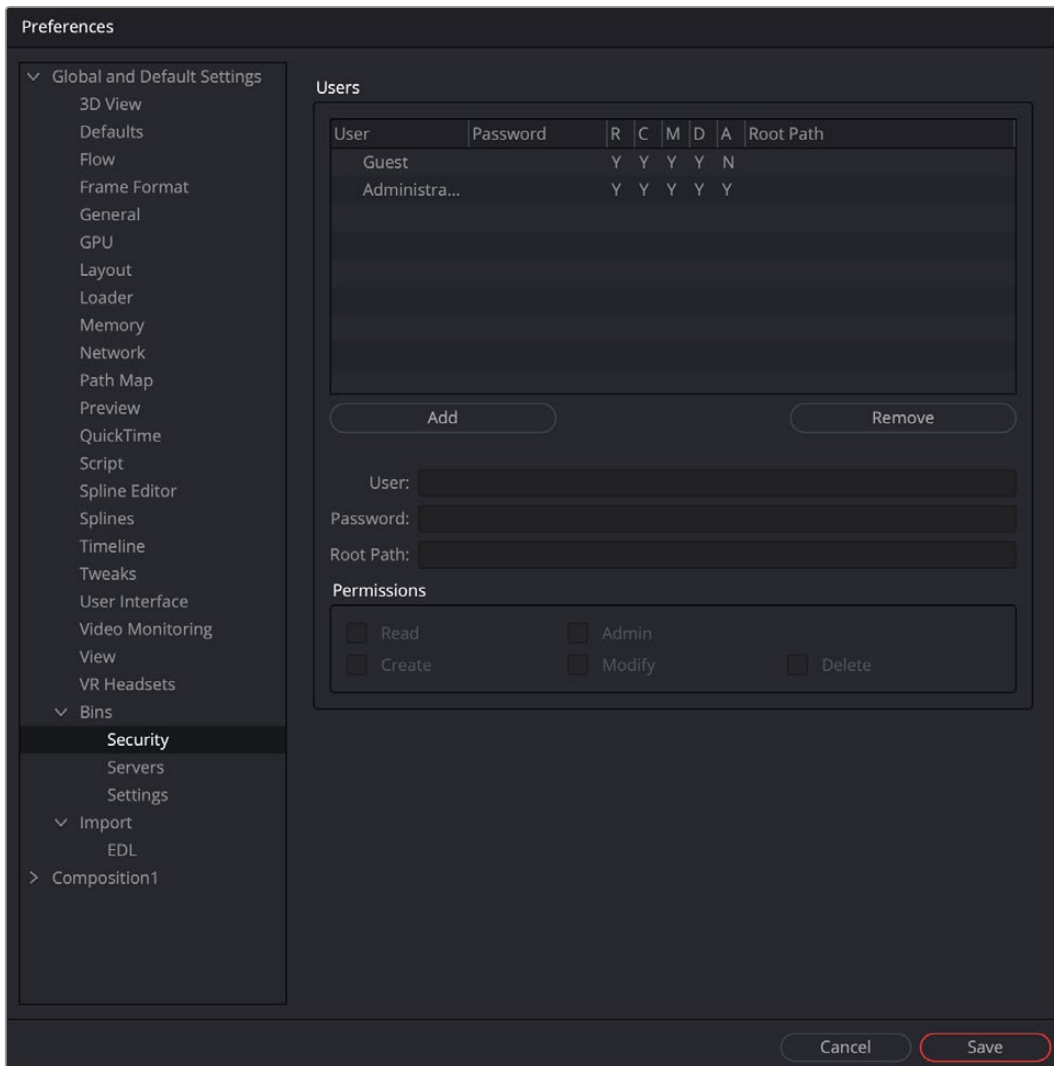 Preferences
Global and Default Settings
3D View
Defaults
Flow
Frame Format
General
GPU
Layout
Loader
Memory
Network
Path Map
Preview
QuickTime
Script
Spline Editor
Splines
Timeline
Tweaks
User Interface
Video Monitoring
View
VR Headsets
Bins
Security
Servers
Settings
Import
EDL
Composition1
Users
User Password R C M D A Root Path
Guest Y Y Y Y N
Administra... Y Y Y Y Y
Add Remove
User:
Password:
Root Path:
Permissions
Read Admin
Create Modify Delete
Cancel Save